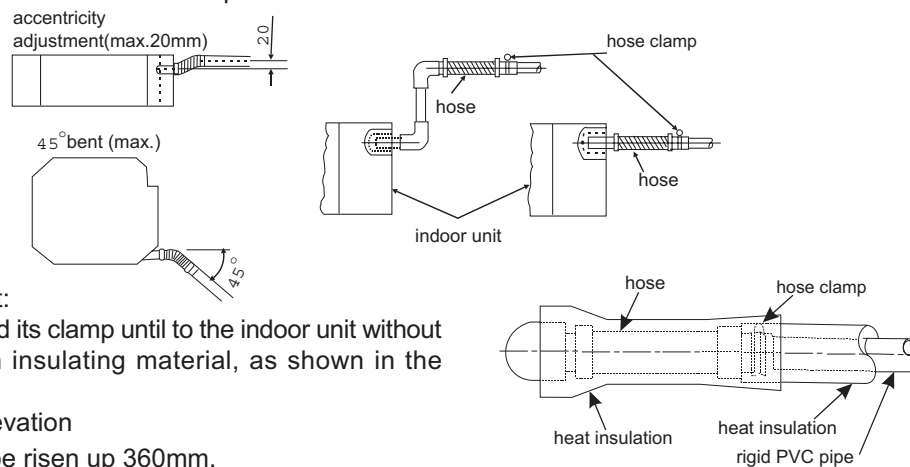 accentricity
adjustment(max.20mm)
20
hose clamp
hose
45°bent (max.)
hose
indoor unit
45°
t:
d its clamp until to the indoor unit without
insulating material, as shown in the
hose
hose clamp
evation
heat insulation
heat insulation
be risen up 360mm.
rigid PVC pipe